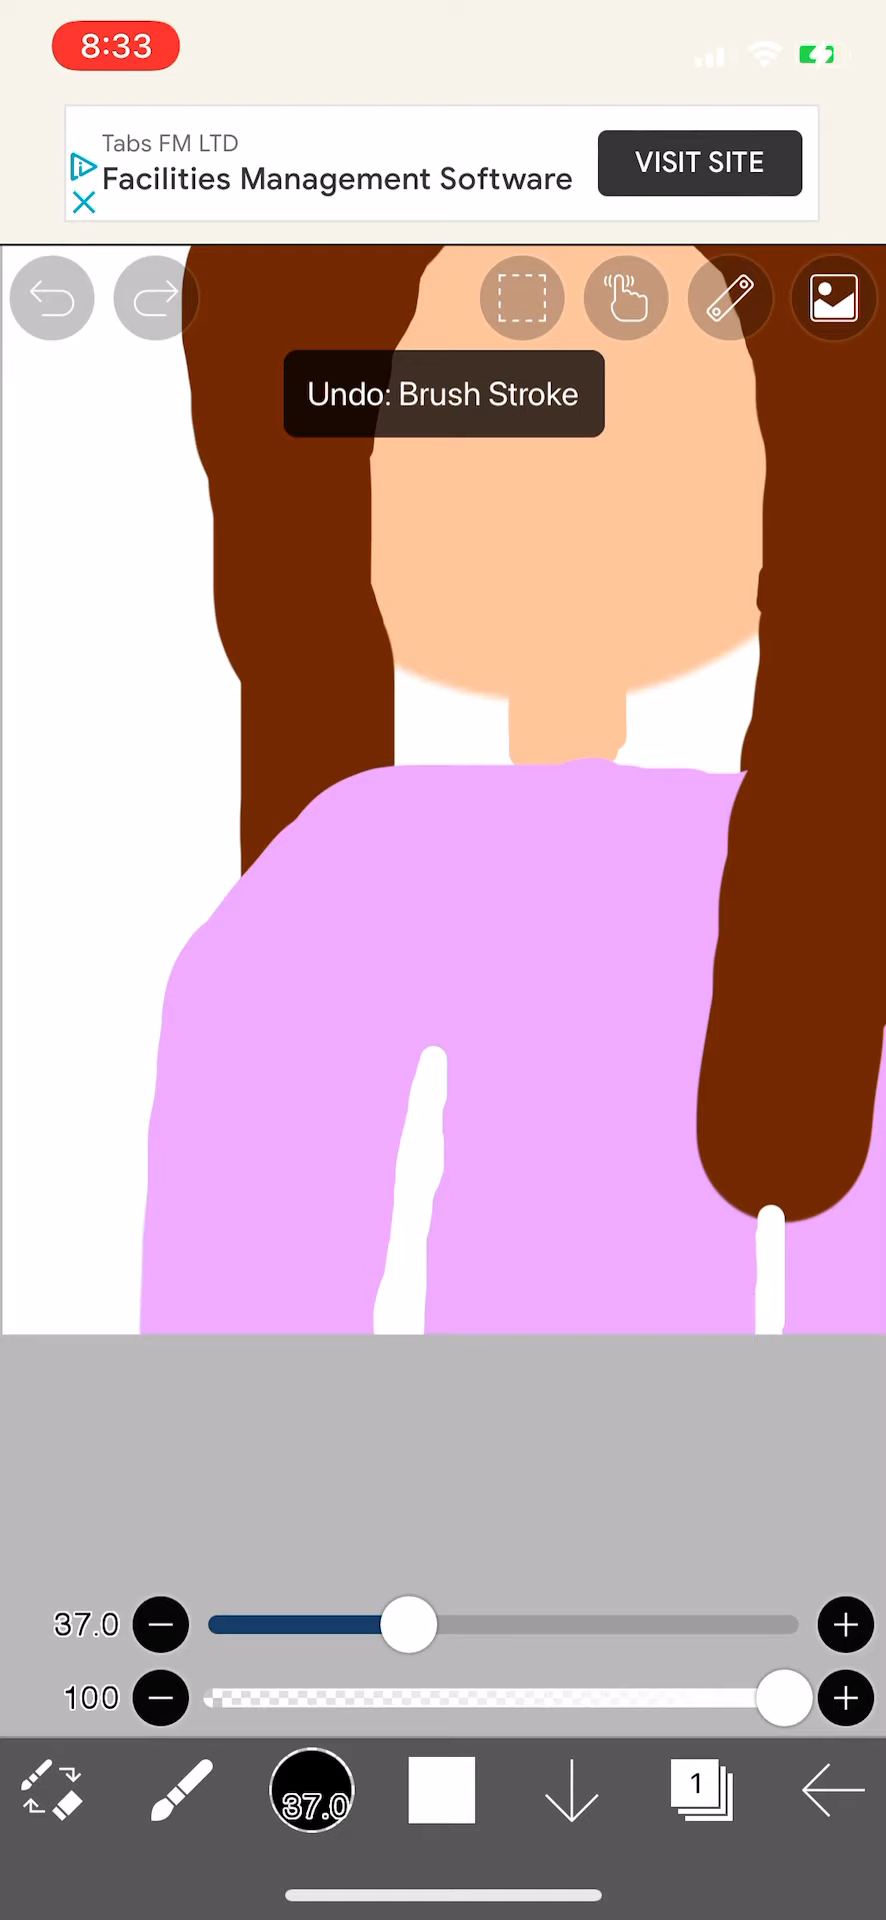 8:33
Tabs FM LTD
Facilities Management Software
VISIT SITE
Undo: Brush Stroke
37.0
100
37.0
1